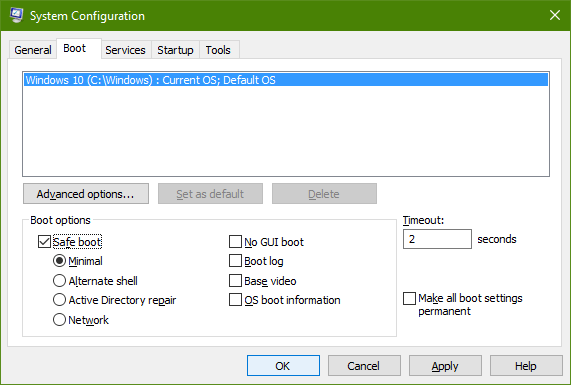 System Configuration
General Boot Services Startup Tools
Windows 10 (C:\Windows) : Current OS; Default OS
Advanced options... Set as default Delete
Boot options
Safe boot
Minimal
Alternate shell
Active Directory repair
Network
No GUI boot
Boot log
Base video
OS boot information
Timeout:
2 seconds
Make all boot settings
permanent
OK Cancel Apply Help